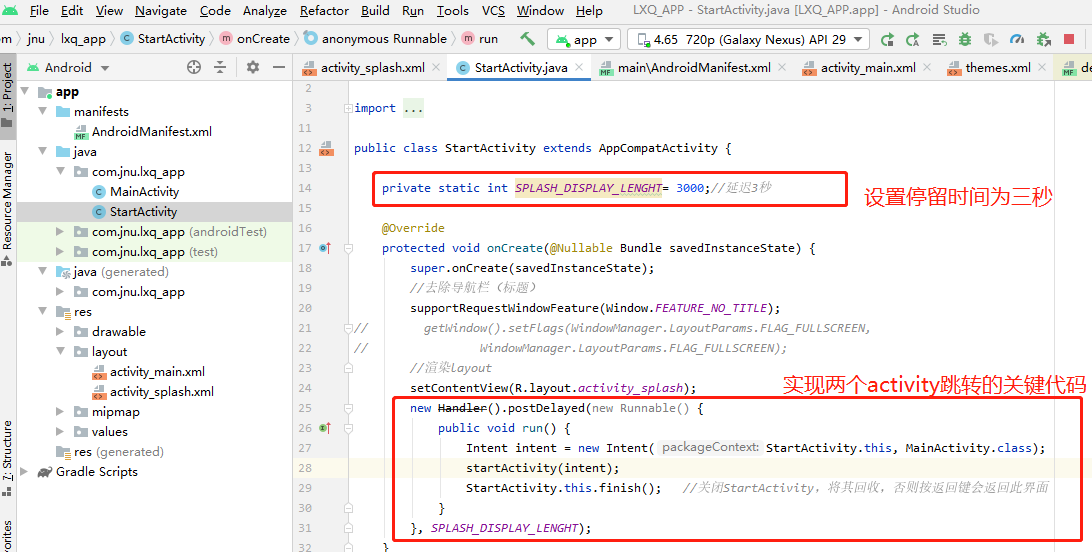 File Edit View Navigate Code Analyze Refactor Build Run Tools VCS Window Help LXQ_APP - StartActivity.java [LXQ_APP.app] - Android Studio
om jnu lxq_app StartActivity onCreate anonymous Runnable run app 4.65 720p (Galaxy Nexus) API 29
Android activity_splash.xml StartActivity.java main\AndroidManifest.xml activity_main.xml themes.xml de
1: Project
Resource Manager
7: Structure
rites
app
manifests
AndroidManifest.xml
java
com.jnu.lxq_app
MainActivity
StartActivity
com.jnu.lxq_app (androidTest)
com.jnu.lxq_app (test)
java (generated)
com.jnu.lxq_app
res
drawable
layout
activity_main.xml
activity_splash.xml
mipmap
values
res (generated)
Gradle Scripts
2
3 import ...
11
12 public class StartActivity extends AppCompatActivity {
13
14 private static int SPLASH_DISPLAY_LENGHT= 3000;//延迟3秒
设置停留时间为三秒
15
16 @Override
17 protected void onCreate(@Nullable Bundle savedInstanceState) {
18 super.onCreate(savedInstanceState);
19 //去除导航栏（标题）
20 supportRequestWindowFeature(Window.FEATURE_NO_TITLE);
21 // getWindow().setFlags(WindowManager.LayoutParams.FLAG_FULLSCREEN,
22 // WindowManager.LayoutParams.FLAG_FULLSCREEN);
23 //渲染layout
24 setContentView(R.layout.activity_splash);
实现两个activity跳转的关键代码
25 new Handler().postDelayed(new Runnable() {
26 public void run() {
27 Intent intent = new Intent( packageContext: StartActivity.this, MainActivity.class);
28 startActivity(intent);
29 StartActivity.this.finish(); //关闭StartActivity，将其回收，否则按返回键会返回此界面
30 }
31 }, SPLASH_DISPLAY_LENGHT);
32 }